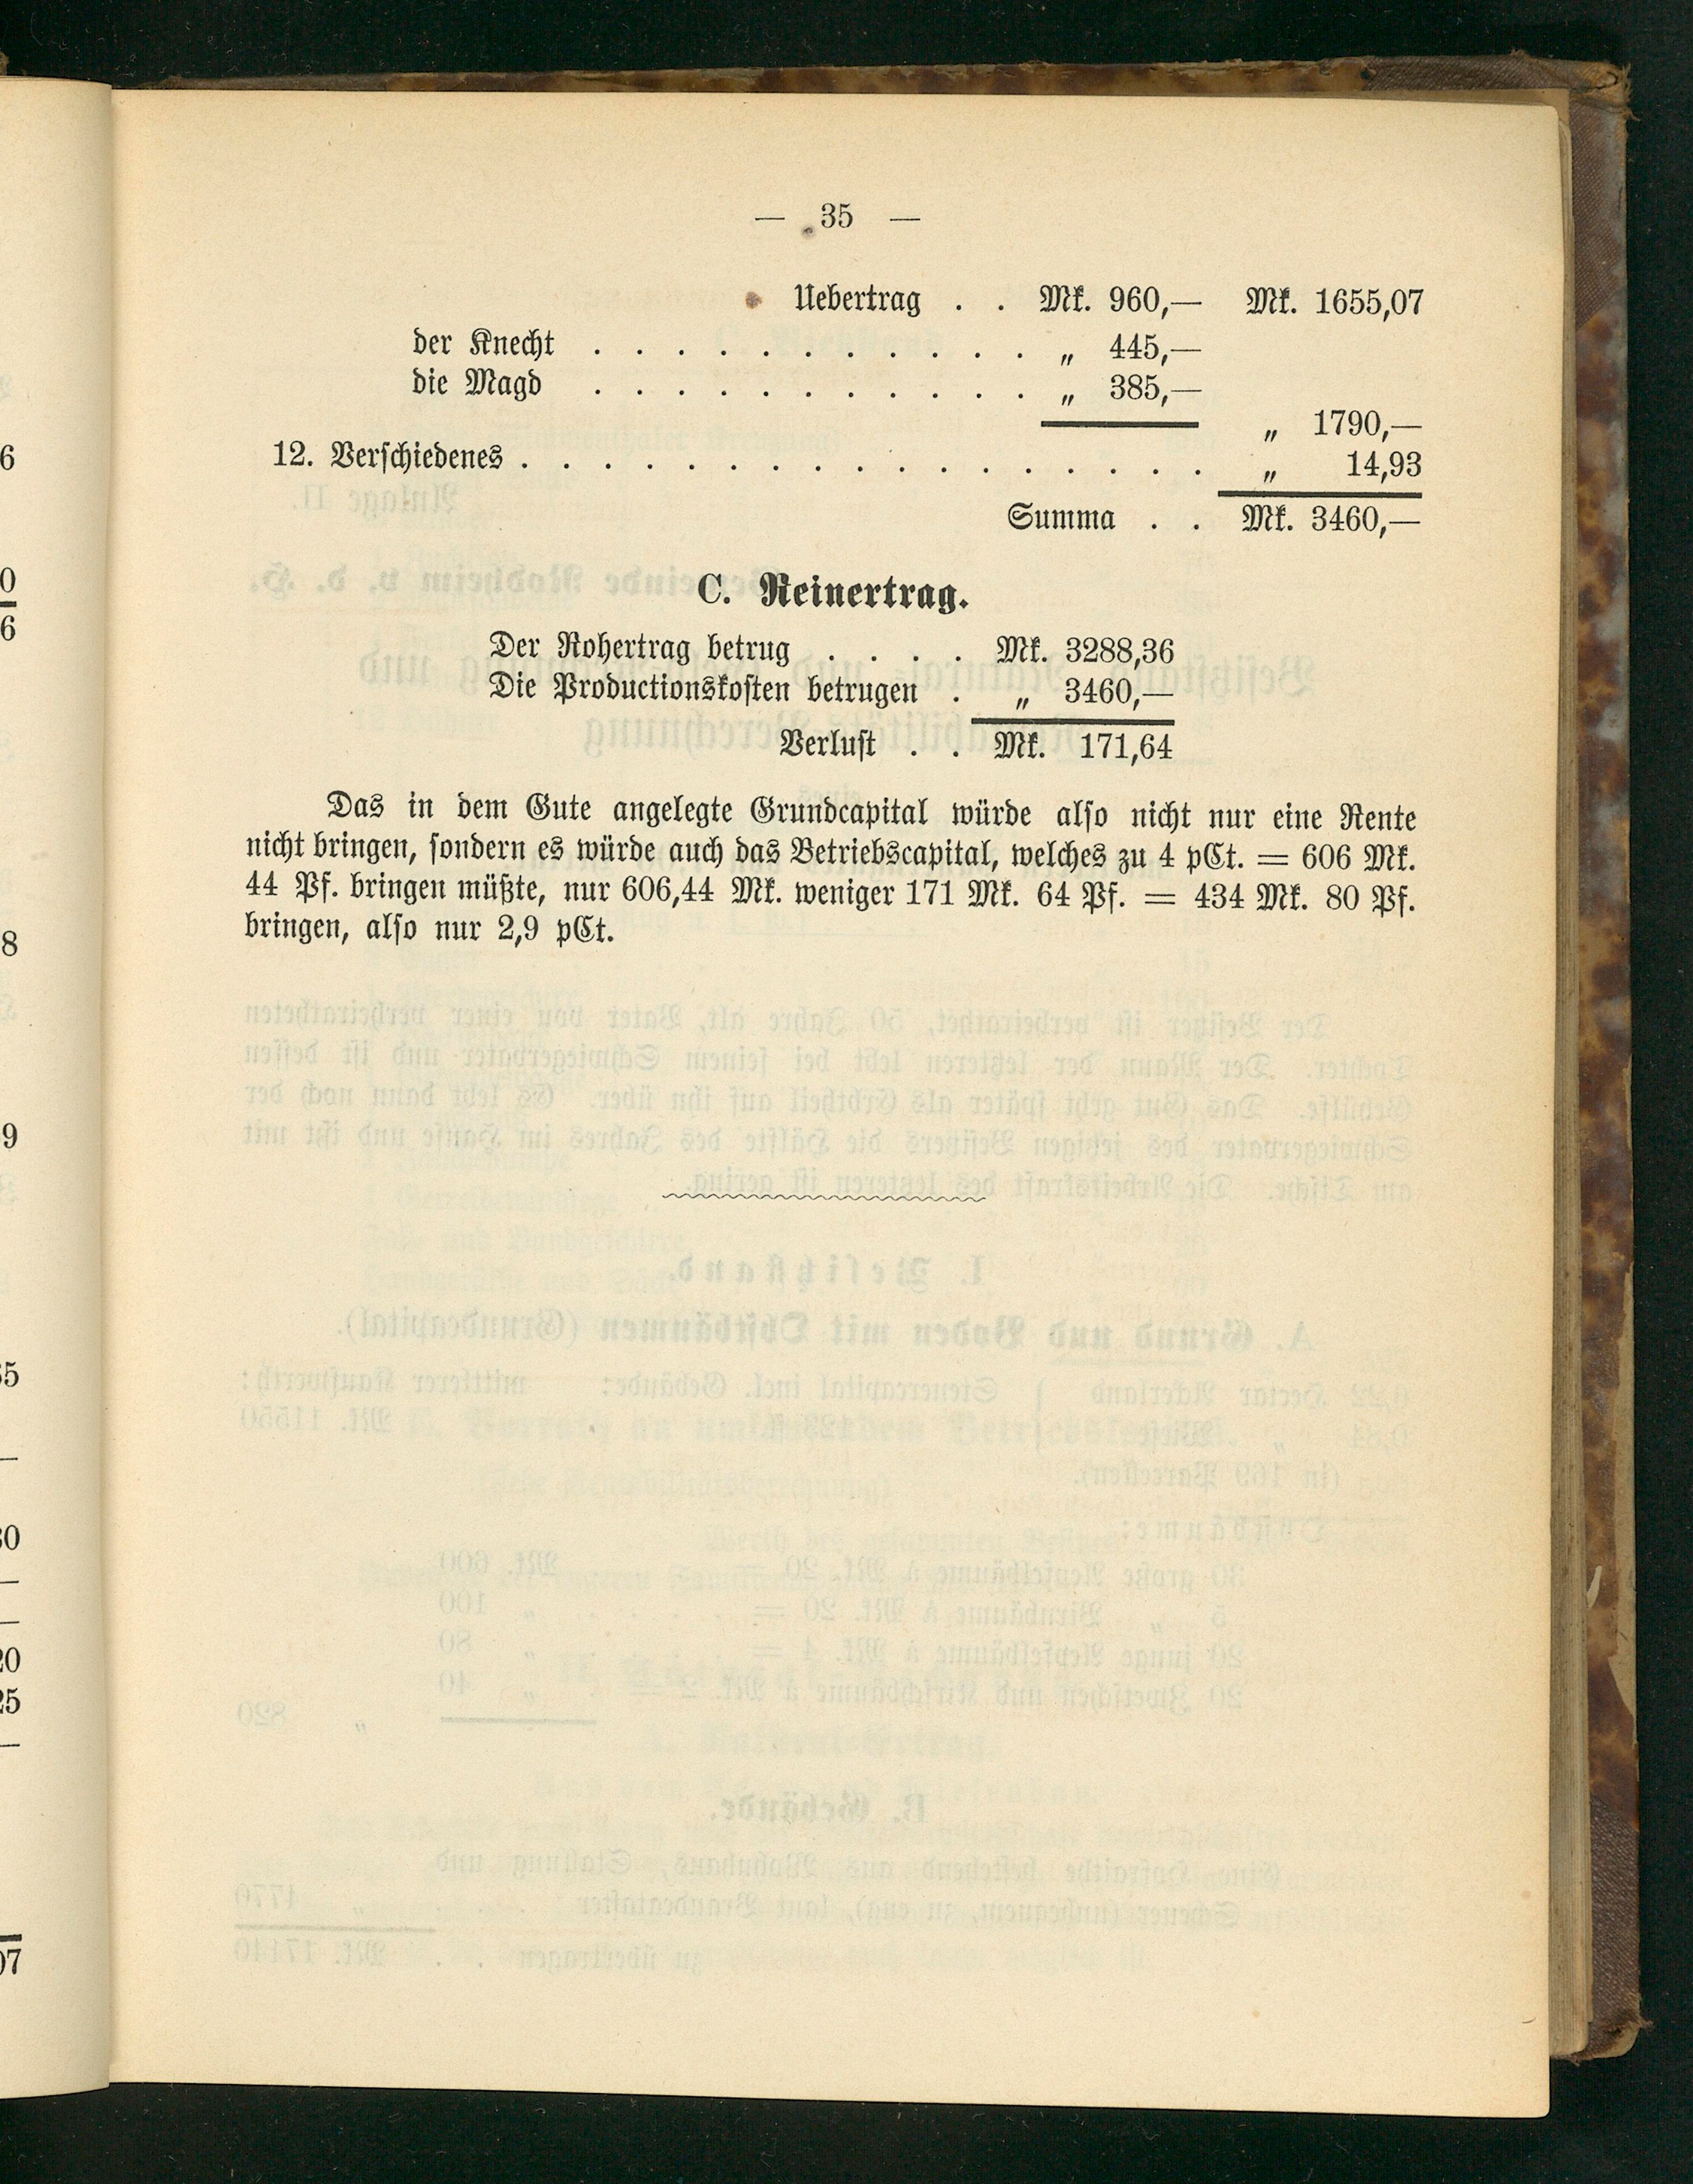 — 35 —
Uebertrag . . Mk. 960,— Mk. 1655,07
der Knecht . . . . . . . . . . . „ 445,—
die Magd . . . . . . . . . . . „ 385,—
„ 1790,—
12. Verschiedenes . . . . . . . . . . . . . . . . . „ 14,93
Summa . . Mk. 3460,—
C. Reinertrag.
Der Rohertrag betrug . . . . Mk. 3288,36
Die Productionskosten betrugen . „ 3460,—
Verlust . . Mk. 171,64
Das in dem Gute angelegte Grundcapital würde also nicht nur eine Rente
nicht bringen, sondern es würde auch das Betriebscapital, welches zu 4 pCt. = 606 Mk.
44 Pf. bringen müßte, nur 606,44 Mk. weniger 171 Mk. 64 Pf. = 434 Mk. 80 Pf.
bringen, also nur 2,9 pCt.